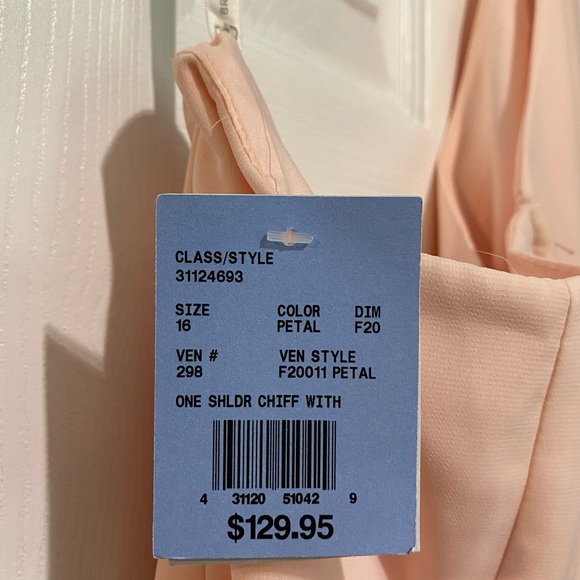 CLASS/STYLE
31124693
SIZE COLOR DIM
16 PETAL F20
VEN # VEN STYLE
298 F20011 PETAL
ONE SHLDR CHIFF WITH
4 31120 51042 9
$129.95